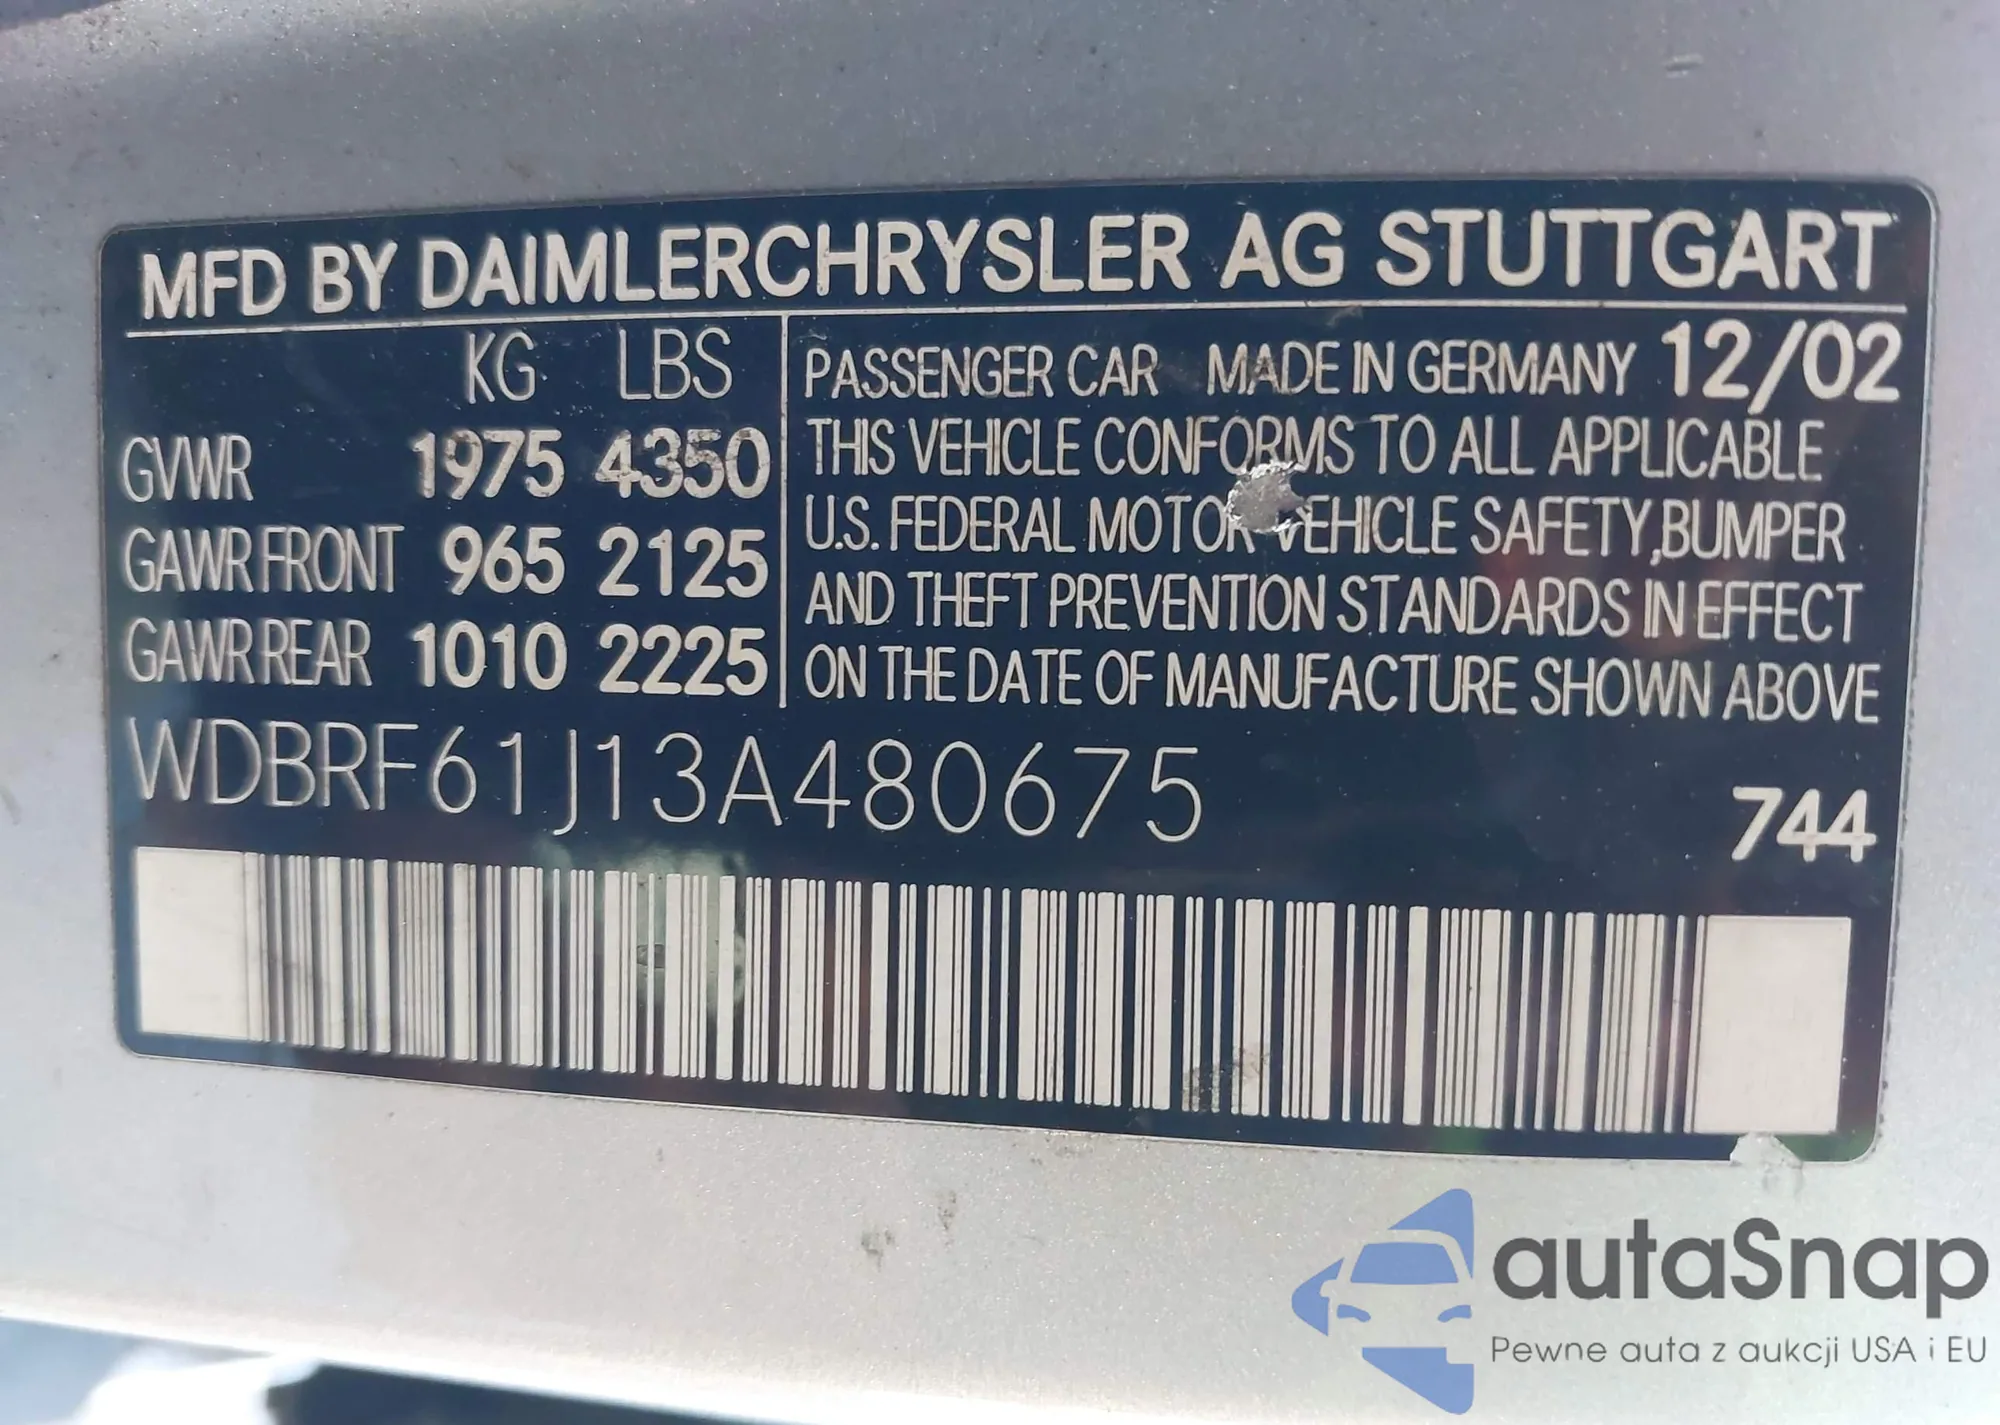 MFD BY DAIMLERCHRYSLER AG STUTTGART
KG LBS
GVWR 1975 4350
GAWR FRONT 965 2125
GAWR REAR 1010 2225
PASSENGER CAR MADE IN GERMANY 12/02
THIS VEHICLE CONFORMS TO ALL APPLICABLE
U.S. FEDERAL MOTOR VEHICLE SAFETY,BUMPER
AND THEFT PREVENTION STANDARDS IN EFFECT
ON THE DATE OF MANUFACTURE SHOWN ABOVE
WDBRF61J13A480675
744
autaSnap
Pewne auta z aukcji USA i EU